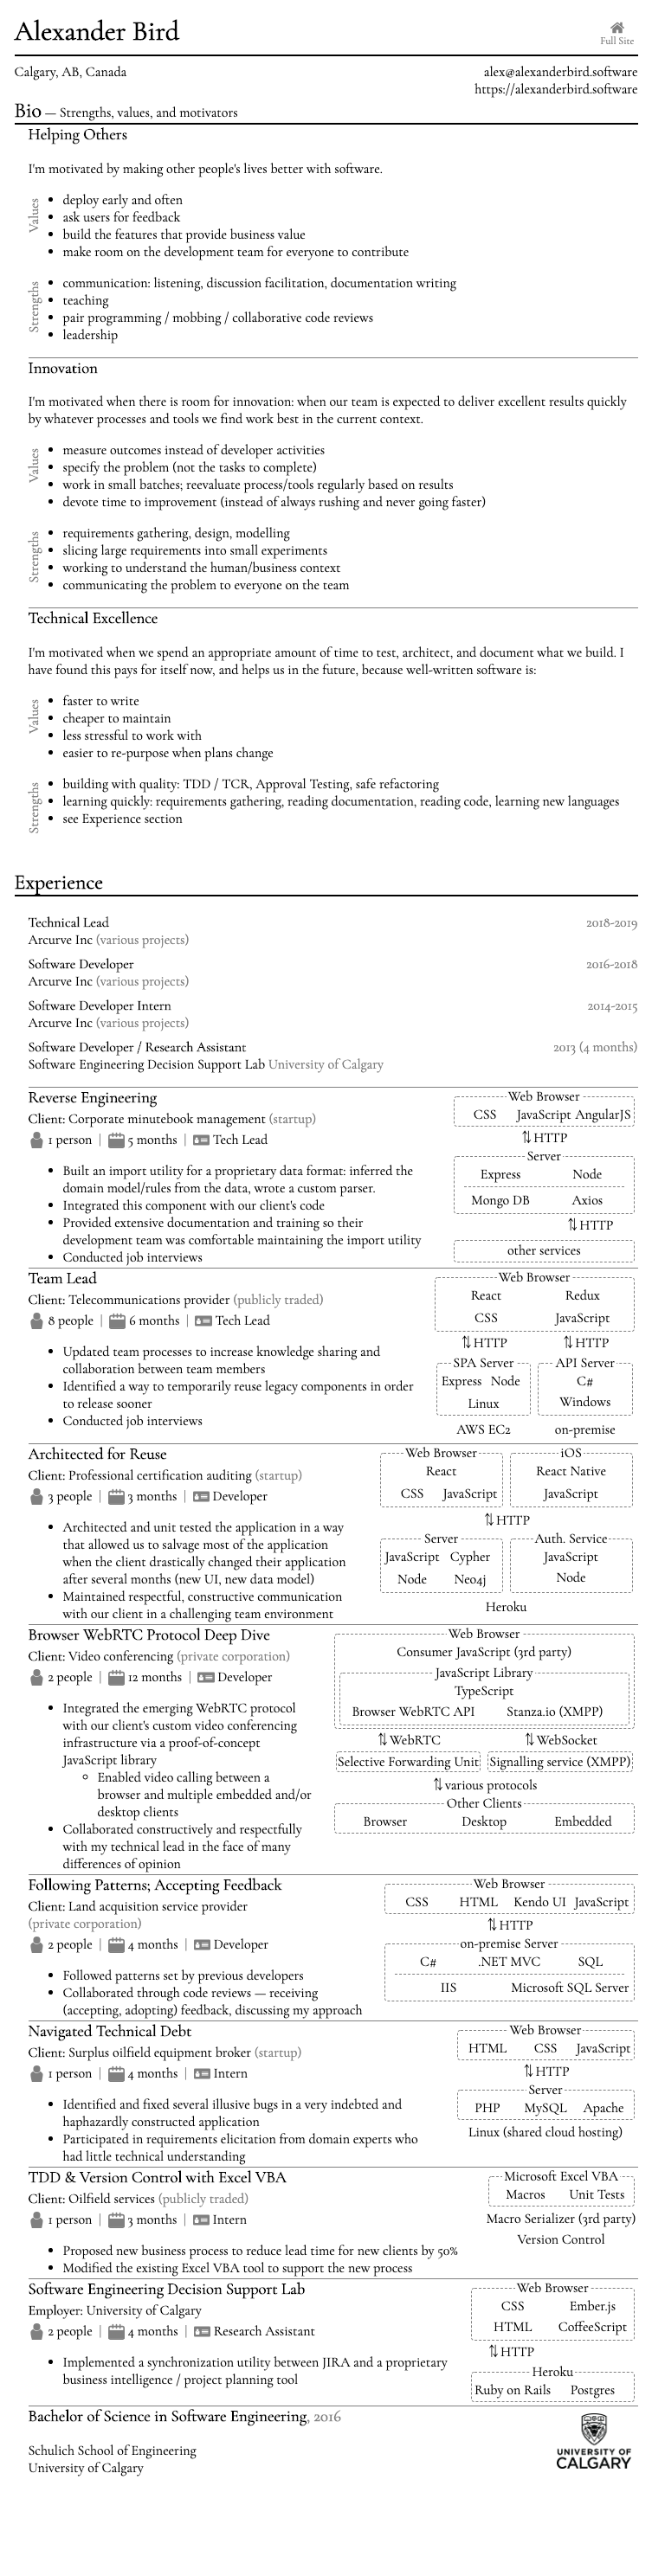 Alexander Bird
Full Site
Calgary, AB, Canada
alex@alexanderbird.software
https://alexanderbird.software
Bio — Strengths, values, and motivators
Helping Others
I'm motivated by making other people's lives better with software.
Values
• deploy early and often
• ask users for feedback
• build the features that provide business value
• make room on the development team for everyone to contribute
Strengths
• communication: listening, discussion facilitation, documentation writing
• teaching
• pair programming / mobbing / collaborative code reviews
• leadership
Innovation
I'm motivated when there is room for innovation: when our team is expected to deliver excellent results quickly
by whatever processes and tools we find work best in the current context.
Values
• measure outcomes instead of developer activities
• specify the problem (not the tasks to complete)
• work in small batches; reevaluate process/tools regularly based on results
• devote time to improvement (instead of always rushing and never going faster)
Strengths
• requirements gathering, design, modelling
• slicing large requirements into small experiments
• working to understand the human/business context
• communicating the problem to everyone on the team
Technical Excellence
I'm motivated when we spend an appropriate amount of time to test, architect, and document what we build. I
have found this pays for itself now, and helps us in the future, because well-written software is:
Values
• faster to write
• cheaper to maintain
• less stressful to work with
• easier to re-purpose when plans change
Strengths
• building with quality: TDD / TCR, Approval Testing, safe refactoring
• learning quickly: requirements gathering, reading documentation, reading code, learning new languages
• see Experience section
Experience
Technical Lead 2018-2019
Arcurve Inc (various projects)
Software Developer 2016-2018
Arcurve Inc (various projects)
Software Developer Intern 2014-2015
Arcurve Inc (various projects)
Software Developer / Research Assistant 2013 (4 months)
Software Engineering Decision Support Lab University of Calgary
Reverse Engineering
Client: Corporate minutebook management (startup)
1 person | 5 months | Tech Lead
• Built an import utility for a proprietary data format: inferred the
domain model/rules from the data, wrote a custom parser.
• Integrated this component with our client's code
• Provided extensive documentation and training so their
development team was comfortable maintaining the import utility
• Conducted job interviews
Web Browser
CSS JavaScript AngularJS
⇅ HTTP
Server
Express Node
Mongo DB Axios
⇅ HTTP
other services
Team Lead
Client: Telecommunications provider (publicly traded)
8 people | 6 months | Tech Lead
• Updated team processes to increase knowledge sharing and
collaboration between team members
• Identified a way to temporarily reuse legacy components in order
to release sooner
• Conducted job interviews
Web Browser
React Redux
CSS JavaScript
⇅ HTTP ⇅ HTTP
SPA Server API Server
Express Node C#
Linux Windows
AWS EC2 on-premise
Architected for Reuse
Client: Professional certification auditing (startup)
3 people | 3 months | Developer
• Architected and unit tested the application in a way
that allowed us to salvage most of the application
when the client drastically changed their application
after several months (new UI, new data model)
• Maintained respectful, constructive communication
with our client in a challenging team environment
Web Browser iOS
React React Native
CSS JavaScript JavaScript
⇅ HTTP
Server Auth. Service
JavaScript Cypher JavaScript
Node Neo4j Node
Heroku
Browser WebRTC Protocol Deep Dive
Client: Video conferencing (private corporation)
2 people | 12 months | Developer
• Integrated the emerging WebRTC protocol
with our client's custom video conferencing
infrastructure via a proof-of-concept
JavaScript library
◦ Enabled video calling between a
browser and multiple embedded and/or
desktop clients
• Collaborated constructively and respectfully
with my technical lead in the face of many
differences of opinion
Web Browser
Consumer JavaScript (3rd party)
JavaScript Library
TypeScript
Browser WebRTC API Stanza.io (XMPP)
⇅ WebRTC ⇅ WebSocket
Selective Forwarding Unit Signalling service (XMPP)
⇅ various protocols
Other Clients
Browser Desktop Embedded
Following Patterns; Accepting Feedback
Client: Land acquisition service provider
(private corporation)
2 people | 4 months | Developer
• Followed patterns set by previous developers
• Collaborated through code reviews — receiving
(accepting, adopting) feedback, discussing my approach
Web Browser
CSS HTML Kendo UI JavaScript
⇅ HTTP
on-premise Server
C# .NET MVC SQL
IIS Microsoft SQL Server
Navigated Technical Debt
Client: Surplus oilfield equipment broker (startup)
1 person | 4 months | Intern
• Identified and fixed several illusive bugs in a very indebted and
haphazardly constructed application
• Participated in requirements elicitation from domain experts who
had little technical understanding
Web Browser
HTML CSS JavaScript
⇅ HTTP
Server
PHP MySQL Apache
Linux (shared cloud hosting)
TDD & Version Control with Excel VBA
Client: Oilfield services (publicly traded)
1 person | 3 months | Intern
• Proposed new business process to reduce lead time for new clients by 50%
• Modified the existing Excel VBA tool to support the new process
Microsoft Excel VBA
Macros Unit Tests
Macro Serializer (3rd party)
Version Control
Software Engineering Decision Support Lab
Employer: University of Calgary
2 people | 4 months | Research Assistant
• Implemented a synchronization utility between JIRA and a proprietary
business intelligence / project planning tool
Web Browser
CSS Ember.js
HTML CoffeeScript
⇅ HTTP
Heroku
Ruby on Rails Postgres
Bachelor of Science in Software Engineering, 2016
Schulich School of Engineering
University of Calgary
UNIVERSITY OF
CALGARY